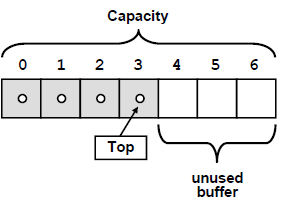 Capacity
0 1 2 3 4 5 6
Top
unused
buffer